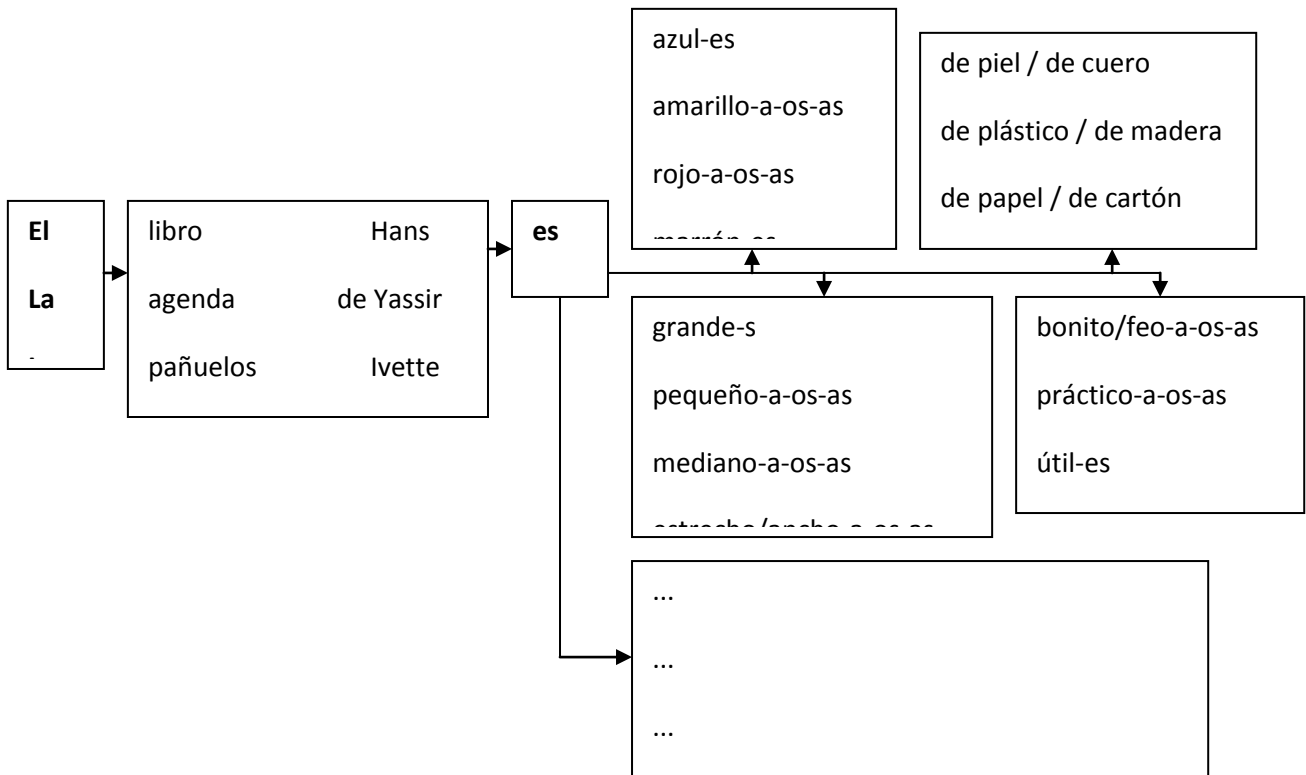 El
La
libro Hans
agenda de Yassir
pañuelos Ivette
es
azul-es
amarillo-a-os-as
rojo-a-os-as
de piel / de cuero
de plástico / de madera
de papel / de cartón
grande-s
pequeño-a-os-as
mediano-a-os-as
bonito/feo-a-os-as
práctico-a-os-as
útil-es
...
...
...